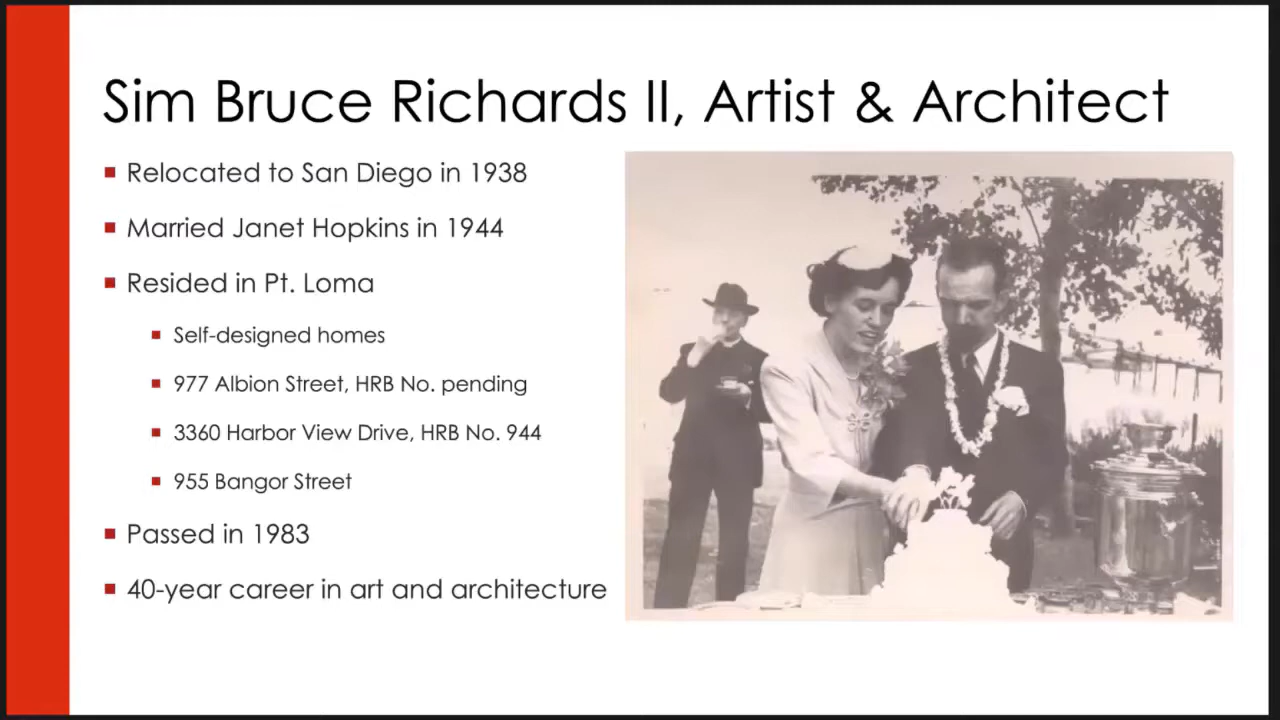 Sim Bruce Richards II, Artist & Architect
Relocated to San Diego in 1938
Married Janet Hopkins in 1944
Resided in Pt. Loma
Self-designed homes
977 Albion Street, HRB No. pending
3360 Harbor View Drive, HRB No. 944
955 Bangor Street
Passed in 1983
40-year career in art and architecture